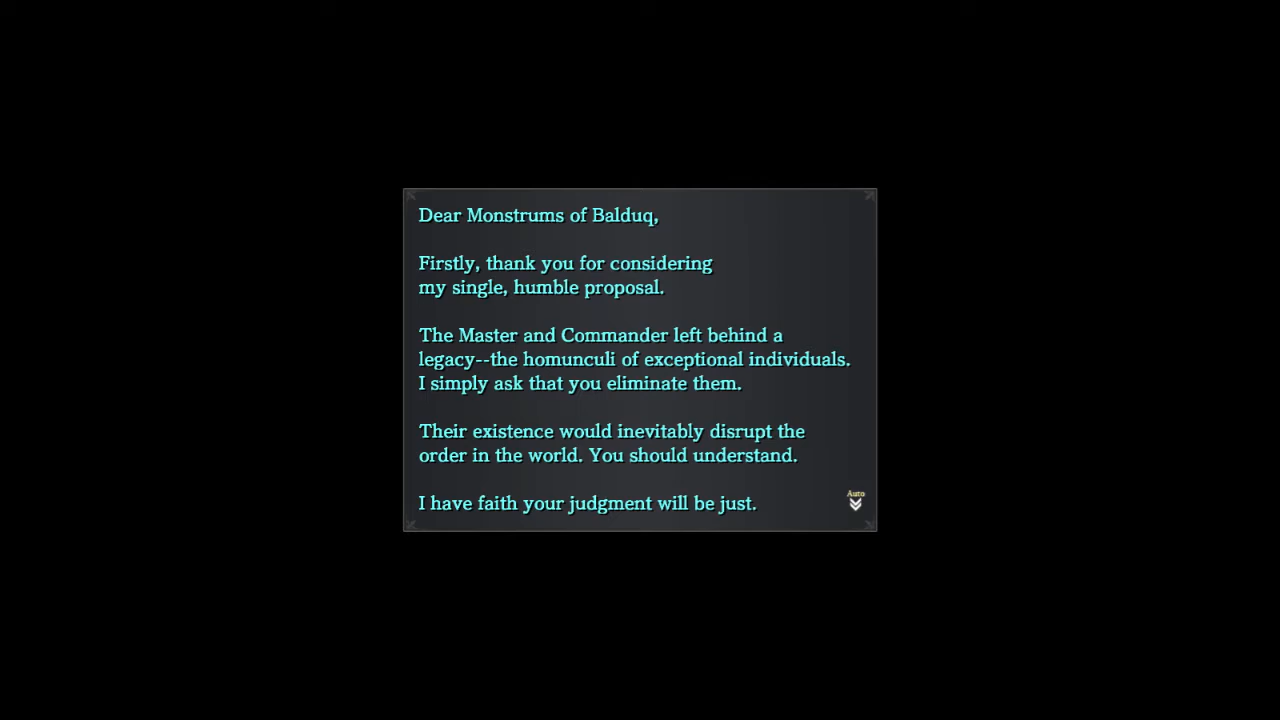 Dear Monstrums of Balduq,
Firstly, thank you for considering
my single, humble proposal.
The Master and Commander left behind a
legacy--the homunculi of exceptional individuals.
I simply ask that you eliminate them.
Their existence would inevitably disrupt the
order in the world. You should understand.
I have faith your judgment will be just.
Auto